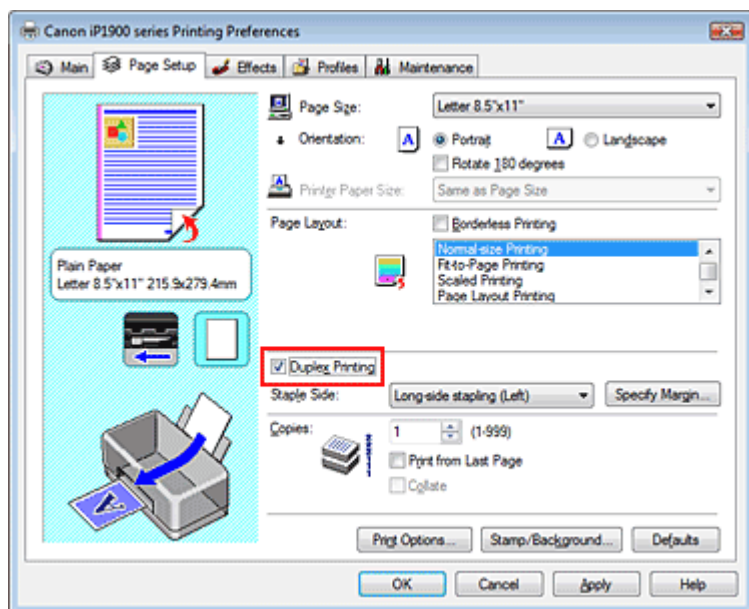 Canon iP1900 series Printing Preferences
Main Page Setup Effects Profiles Maintenance
Page Size: Letter 8.5"x11"
Orientation: A Portrait A Landscape
Rotate 180 degrees
Printer Paper Size: Same as Page Size
Page Layout: Borderless Printing
Normal-size Printing
Fit-to-Page Printing
Scaled Printing
Page Layout Printing
Plain Paper
Letter 8.5"x11" 215.9x279.4mm
Duplex Printing
Staple Side: Long-side stapling (Left) Specify Margin...
Copies: 1 (1-999)
Print from Last Page
Collate
A
Print Options... Stamp/Background... Defaults
OK Cancel Apply Help